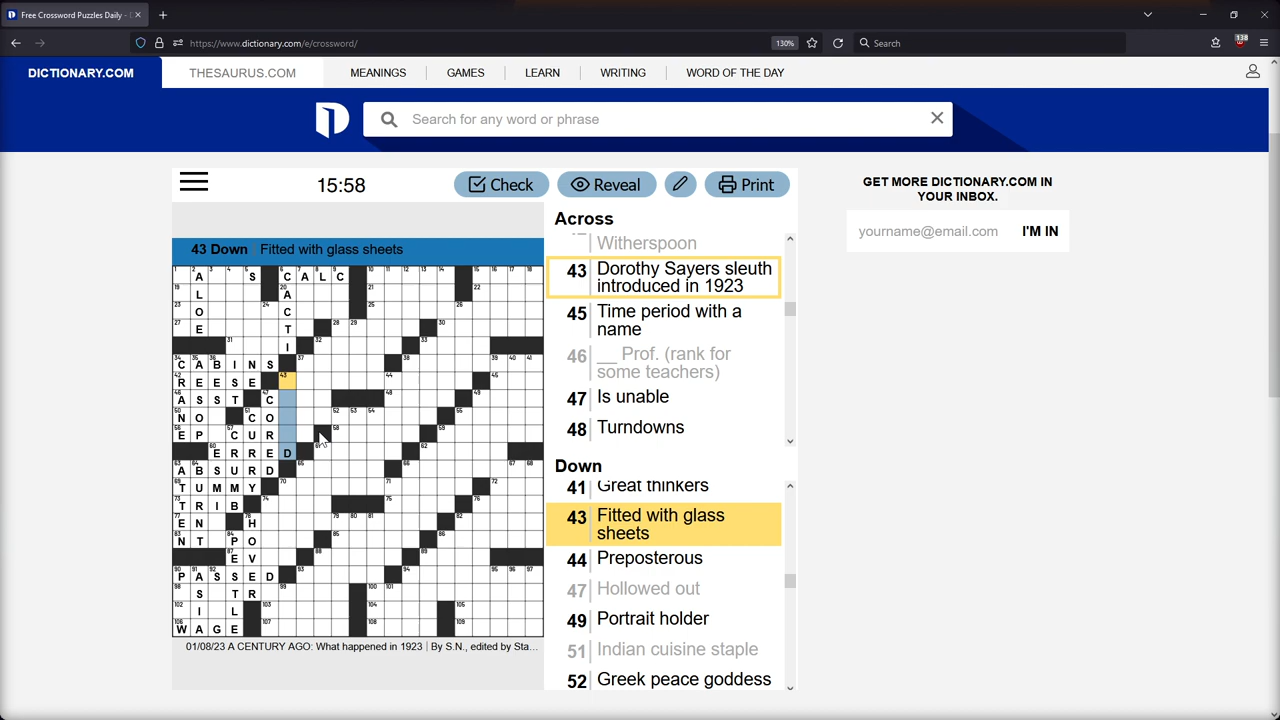 Free Crossword Puzzles Daily - (
https://www.dictionary.com/e/crossword/
130%
Search
138
DICTIONARY.COM
THESAURUS.COM
MEANINGS
GAMES
LEARN
WRITING
WORD OF THE DAY
Search for any word or phrase
15:58
Check
Reveal
Print
43 Down Fitted with glass sheets
A S C A L C
L A
O C
E T
I
C A B I N S
R E E S E
A S S T C
N O C O
E P C U R
E R R E D
A B S U R D
T U M M Y
T R I B
E N H
N T P O
E V
P A S S E D
S T R
I L
W A G E
01/08/23 A CENTURY AGO: What happened in 1923 | By S.N., edited by Sta...
Across
Witherspoon
43 Dorothy Sayers sleuth
introduced in 1923
45 Time period with a
name
46 __ Prof. (rank for
some teachers)
47 Is unable
48 Turndowns
Down
41 Great thinkers
43 Fitted with glass
sheets
44 Preposterous
47 Hollowed out
49 Portrait holder
51 Indian cuisine staple
52 Greek peace goddess
GET MORE DICTIONARY.COM IN
YOUR INBOX.
yourname@email.com
I'M IN